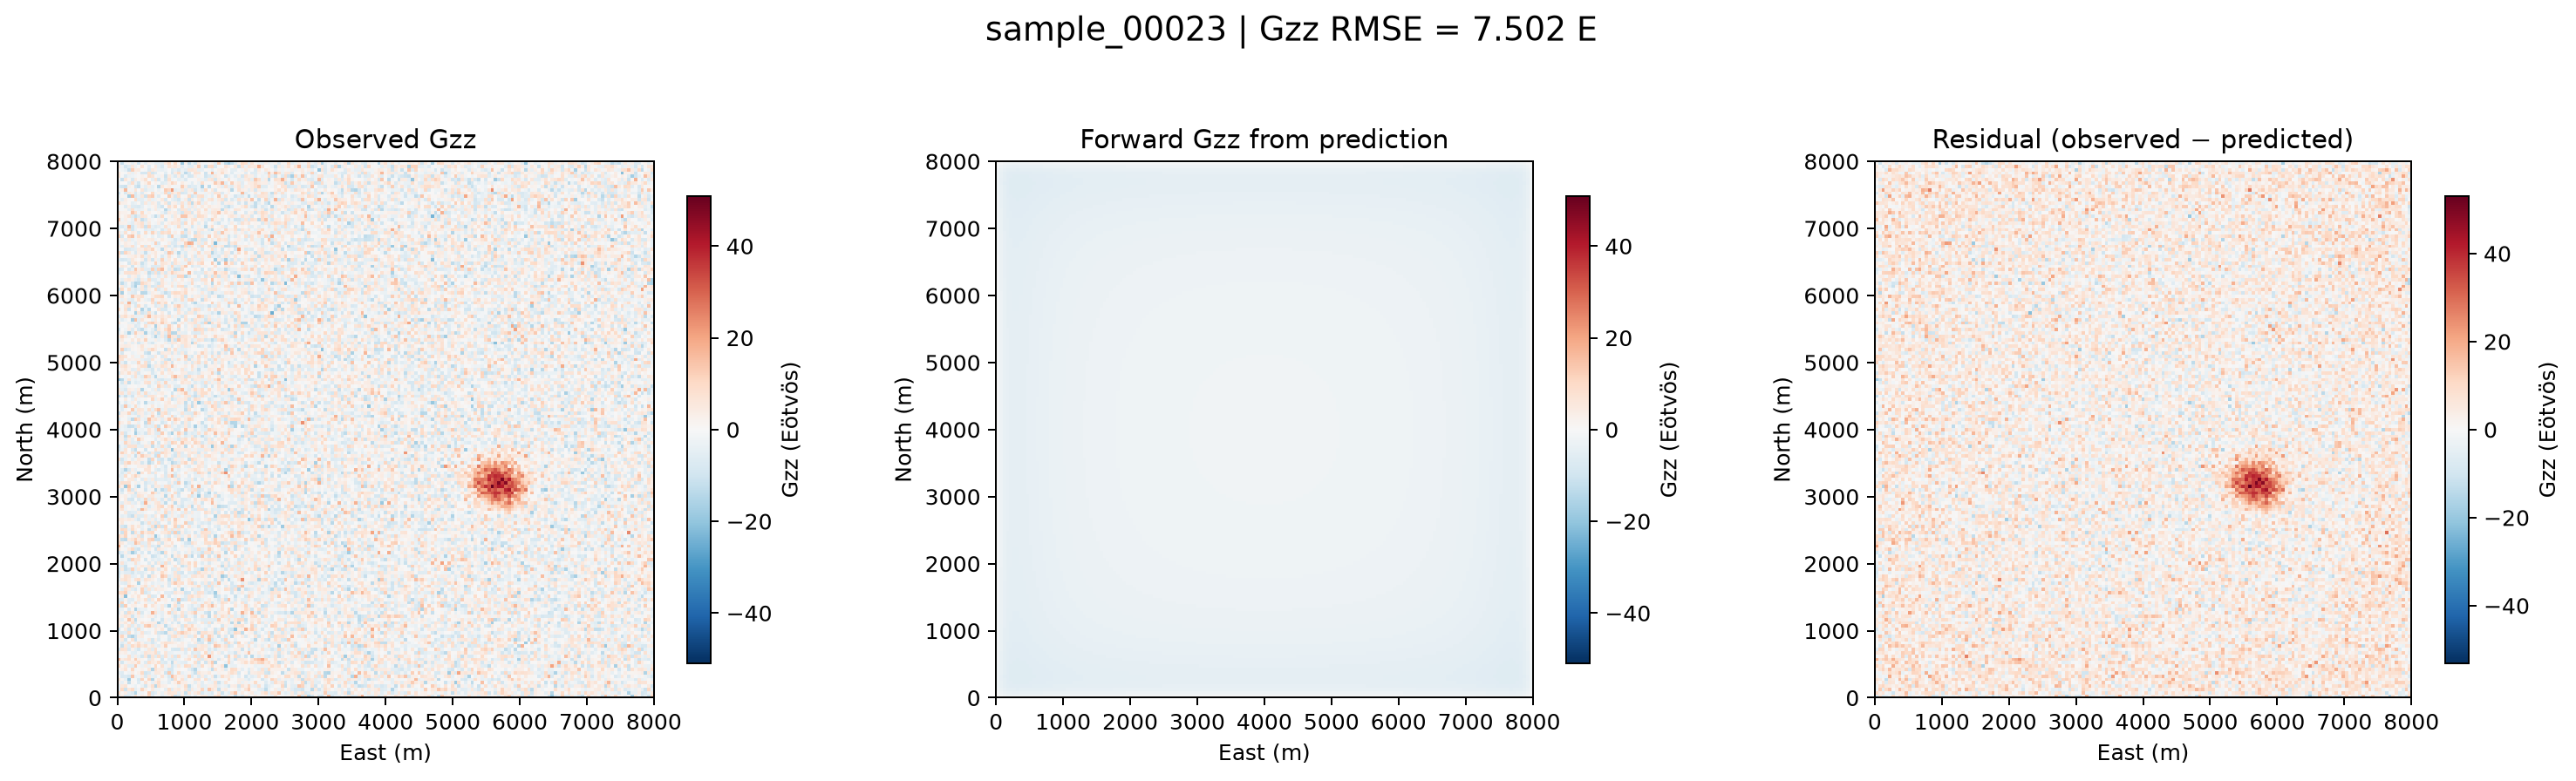 sample_00023 | Gzz RMSE = 7.502 E
Observed Gzz
8000
7000
6000
5000
4000
3000
2000
1000
0
North (m)
0 1000 2000 3000 4000 5000 6000 7000 8000
East (m)
40
20
0
−20
−40
Gzz (Eötvös)
Forward Gzz from prediction
8000
7000
6000
5000
4000
3000
2000
1000
0
North (m)
0 1000 2000 3000 4000 5000 6000 7000 8000
East (m)
40
20
0
−20
−40
Gzz (Eötvös)
Residual (observed − predicted)
8000
7000
6000
5000
4000
3000
2000
1000
0
North (m)
0 1000 2000 3000 4000 5000 6000 7000 8000
East (m)
40
20
0
−20
−40
Gzz (Eötvös)